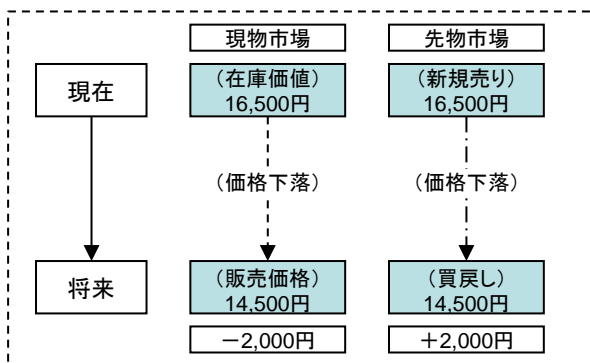 現物市場 先物市場
現在
（在庫価値） （新規売り）
16,500円 16,500円
（価格下落） （価格下落）
将来
（販売価格） （買戻し）
14,500円 14,500円
－2,000円 ＋2,000円